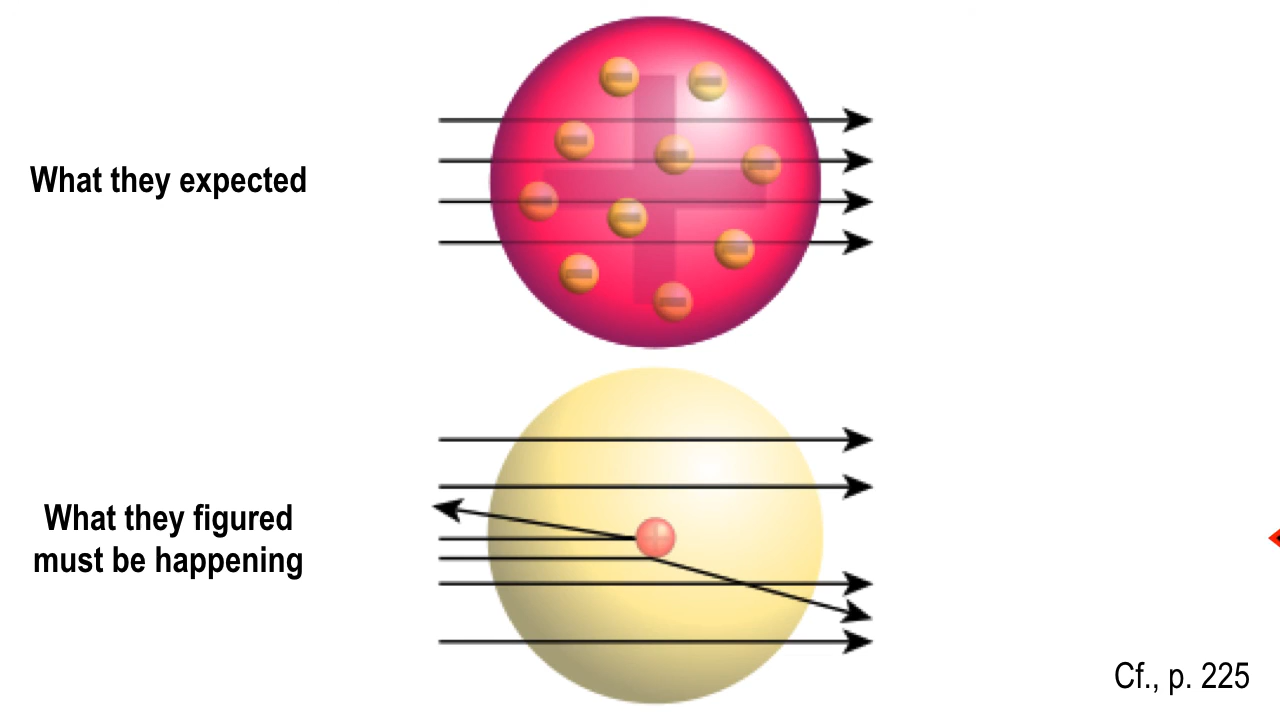 What they expected
What they figured
must be happening
Cf., p. 225